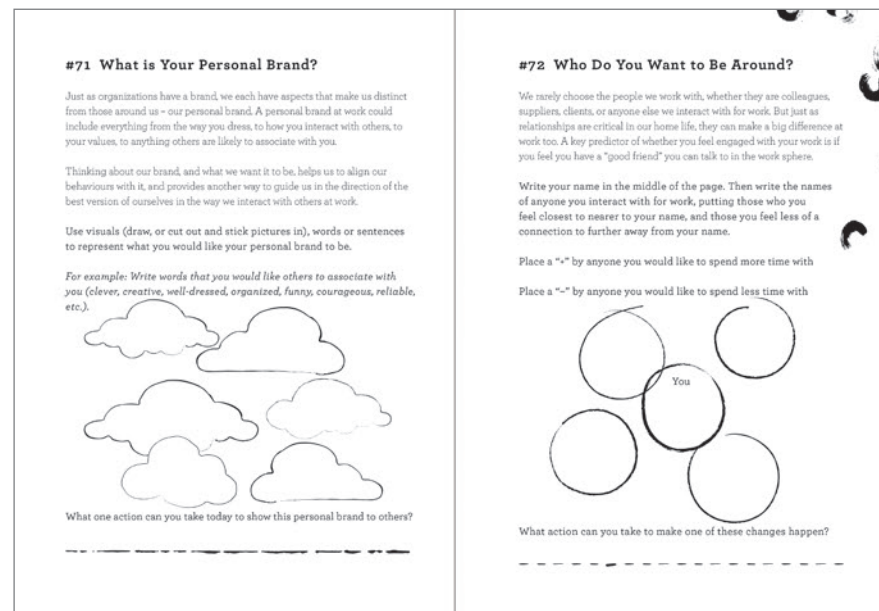 #71 What is Your Personal Brand?
Just as organizations have a brand, we each have aspects that make us distinct
from those around us – our personal brand. A personal brand at work could
include everything from the way you dress, to how you interact with others, to
your values, to anything others are likely to associate with you.
Thinking about our brand, and what we want it to be, helps us to align our
behaviours with it, and provides another way to guide us in the direction of the
best version of ourselves in the way we interact with others at work.
Use visuals (draw, or cut out and stick pictures in), words or sentences
to represent what you would like your personal brand to be.
For example: Write words that you would like others to associate with
you (clever, creative, well-dressed, organized, funny, courageous, reliable,
etc.).
What one action can you take today to show this personal brand to others?
#72 Who Do You Want to Be Around?
We rarely choose the people we work with, whether they are colleagues,
suppliers, clients, or anyone else we interact with for work. But just as
relationships are critical in our home life, they can make a big difference at
work too. A key predictor of whether you feel engaged with your work is if
you feel you have a "good friend" you can talk to in the work sphere.
Write your name in the middle of the page. Then write the names
of anyone you interact with for work, putting those who you
feel closest to nearer to your name, and those you feel less of a
connection to further away from your name.
Place a "+" by anyone you would like to spend more time with
Place a "–" by anyone you would like to spend less time with
You
What action can you take to make one of these changes happen?